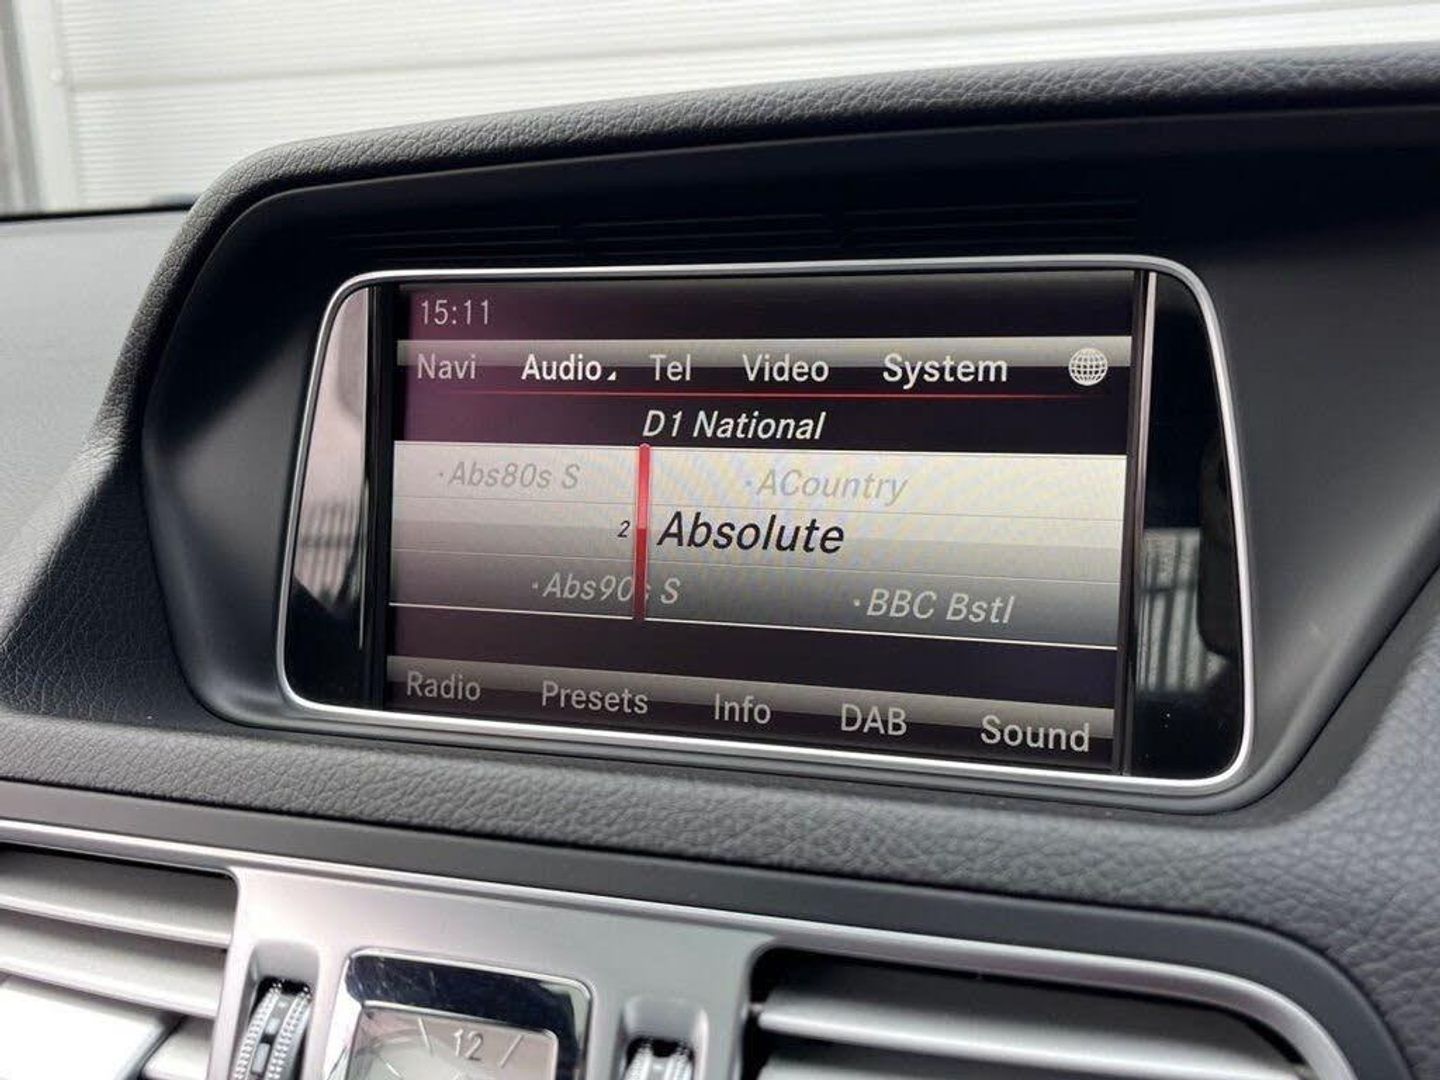 15:11
Navi Audio Tel Video System
D1 National
·Abs80s S ·ACountry
2 Absolute
·Abs90s S ·BBC Bstl
Radio Presets Info DAB Sound
12